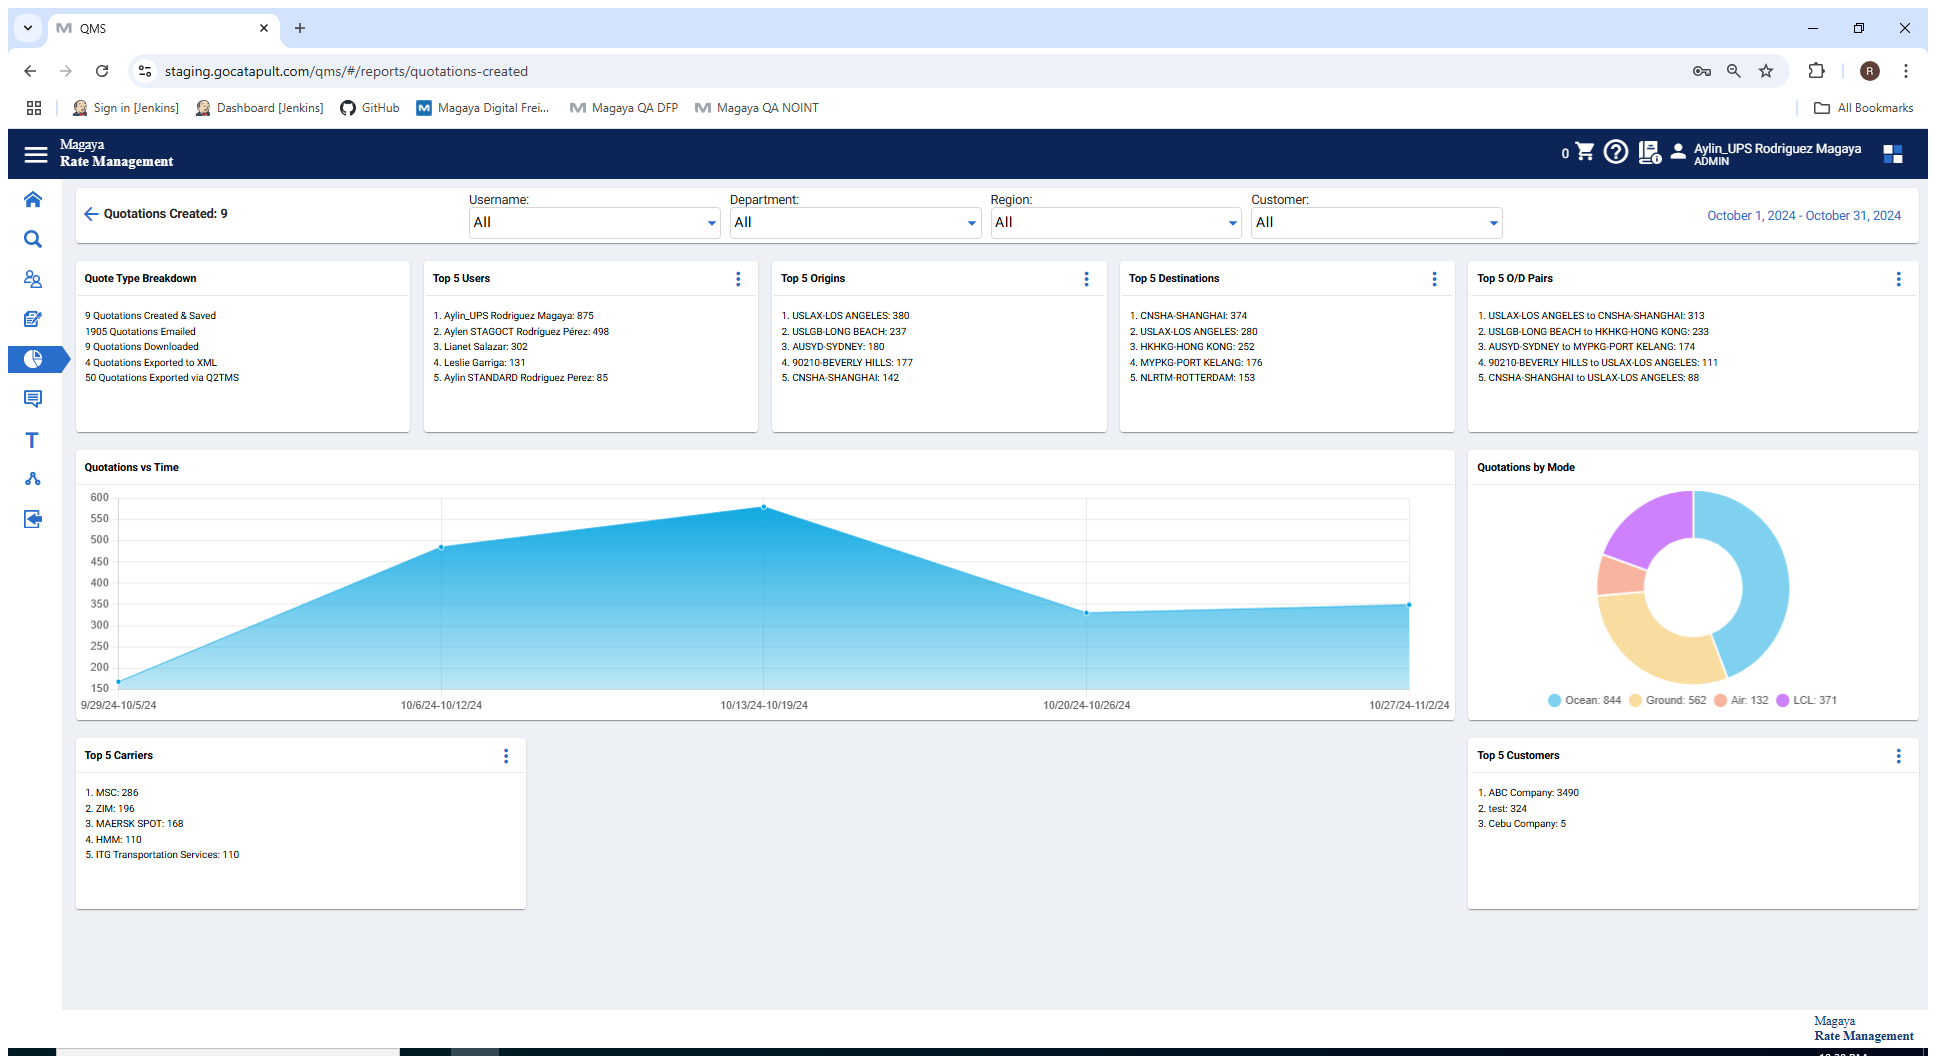 QMS
staging.gocatapult.com/qms/#/reports/quotations-created
R
Sign in [Jenkins]
Dashboard [Jenkins]
GitHub
Magaya Digital Frei...
Magaya QA DFP
Magaya QA NOINT
All Bookmarks
Magaya
Rate Management
0
Aylin_UPS Rodriguez Magaya
ADMIN
Quotations Created: 9
Username:
All
Department:
All
Region:
All
Customer:
All
October 1, 2024 - October 31, 2024
Quote Type Breakdown
9 Quotations Created & Saved
1905 Quotations Emailed
9 Quotations Downloaded
4 Quotations Exported to XML
50 Quotations Exported via Q2TMS
Top 5 Users
1. Aylin_UPS Rodriguez Magaya: 875
2. Aylen STAGOCT Rodríguez Pérez: 498
3. Lianet Salazar: 302
4. Leslie Garriga: 131
5. Aylin STANDARD Rodriguez Perez: 85
Top 5 Origins
1. USLAX-LOS ANGELES: 380
2. USLGB-LONG BEACH: 237
3. AUSYD-SYDNEY: 180
4. 90210-BEVERLY HILLS: 177
5. CNSHA-SHANGHAI: 142
Top 5 Destinations
1. CNSHA-SHANGHAI: 374
2. USLAX-LOS ANGELES: 280
3. HKHKG-HONG KONG: 252
4. MYPKG-PORT KELANG: 176
5. NLRTM-ROTTERDAM: 153
Top 5 O/D Pairs
1. USLAX-LOS ANGELES to CNSHA-SHANGHAI: 313
2. USLGB-LONG BEACH to HKHKG-HONG KONG: 233
3. AUSYD-SYDNEY to MYPKG-PORT KELANG: 174
4. 90210-BEVERLY HILLS to USLAX-LOS ANGELES: 111
5. CNSHA-SHANGHAI to USLAX-LOS ANGELES: 88
T
Quotations vs Time
600
550
500
450
400
350
300
250
200
150
9/29/24-10/5/24
10/6/24-10/12/24
10/13/24-10/19/24
10/20/24-10/26/24
10/27/24-11/2/24
Quotations by Mode
Ocean: 844
Ground: 562
Air: 132
LCL: 371
Top 5 Carriers
1. MSC: 286
2. ZIM: 196
3. MAERSK SPOT: 168
4. HMM: 110
5. ITG Transportation Services: 110
Top 5 Customers
1. ABC Company: 3490
2. test: 324
3. Cebu Company: 5
Magaya
Rate Management